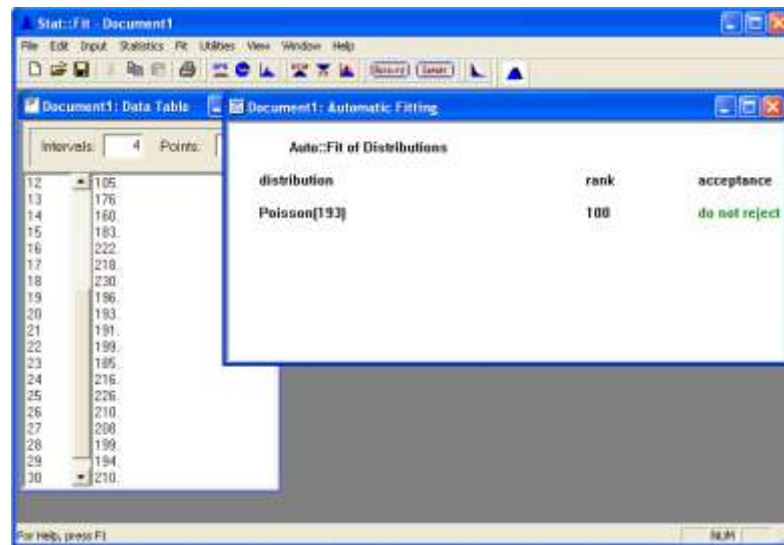 Stat::Fit - Document1
File Edit Input Statistics Fit Utilities View Window Help
Document1: Data Table
Intervals: 4 Points:
12 105.
13 176.
14 160.
15 183.
16 222.
17 218.
18 230.
19 196.
20 193.
21 191.
22 199.
23 185.
24 216.
25 226.
26 210.
27 208.
28 199.
29 194.
30 210.
Document1: Automatic Fitting
Auto::Fit of Distributions
distribution rank acceptance
Poisson(193) 100 do not reject
For Help, press F1
NUM